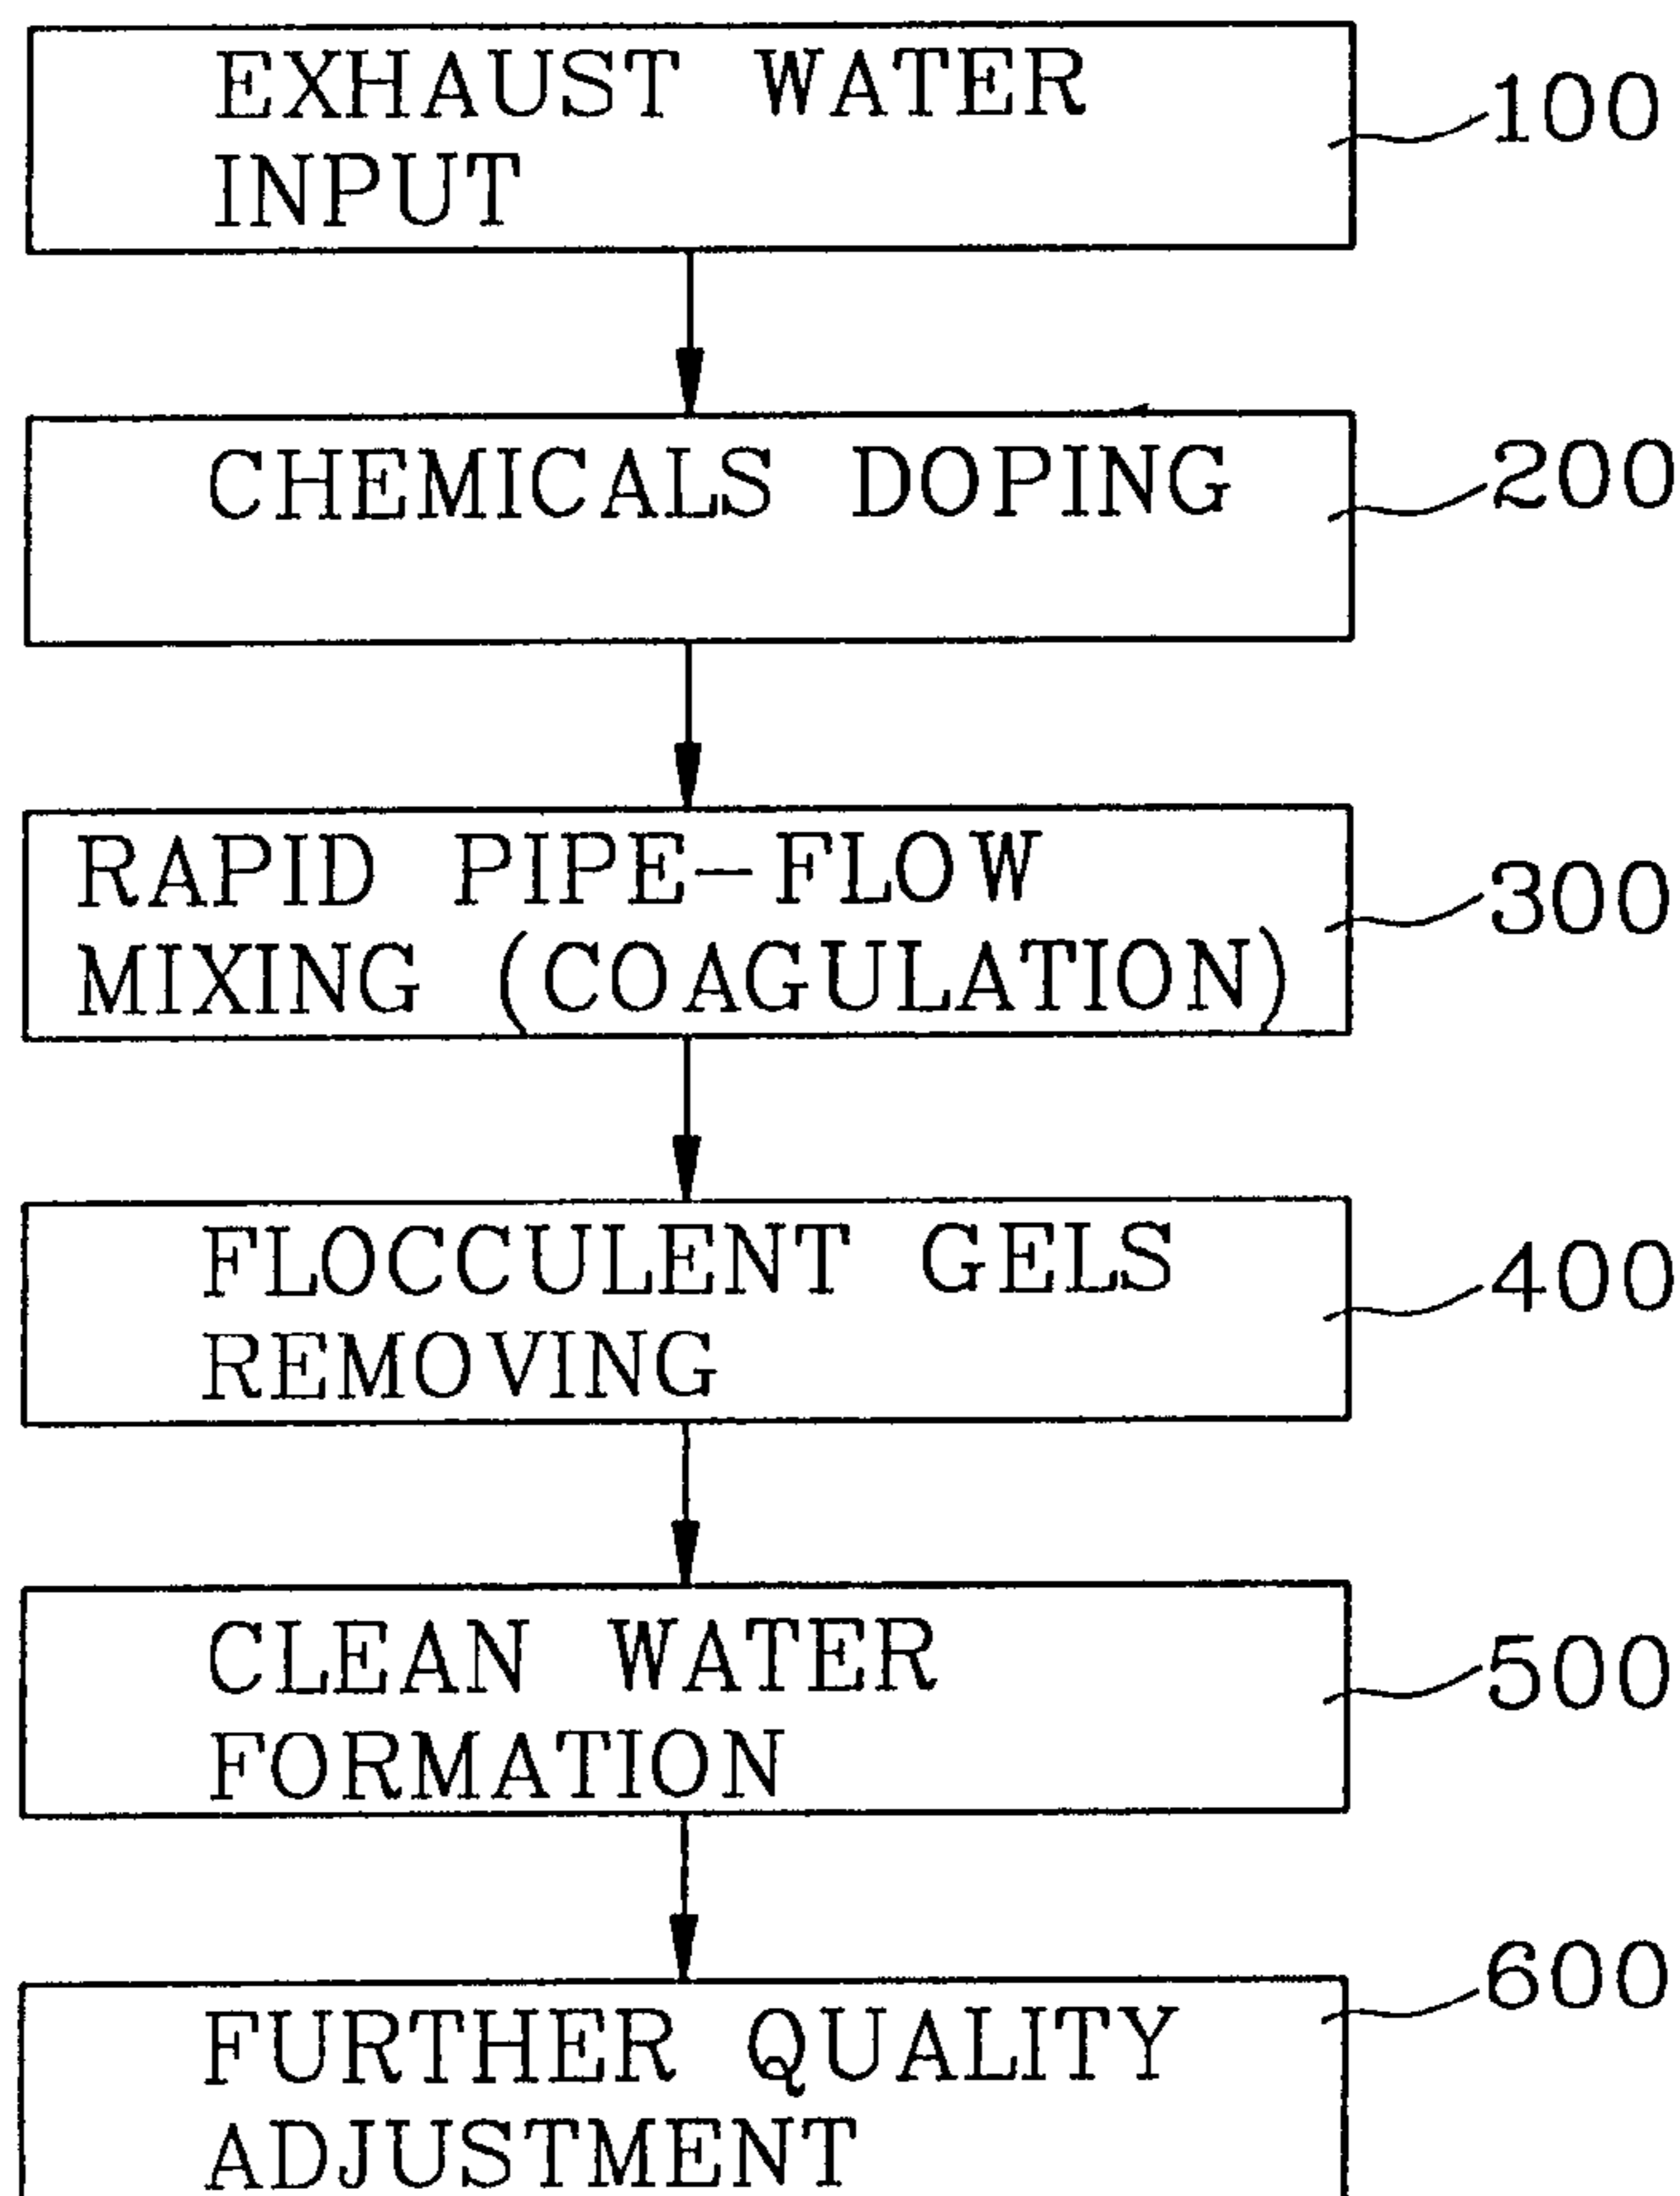 EXHAUST WATER
INPUT
100
CHEMICALS DOPING
200
RAPID PIPE-FLOW
MIXING (COAGULATION)
300
FLOCCULENT GELS
REMOVING
400
CLEAN WATER
FORMATION
500
FURTHER QUALITY
ADJUSTMENT
600